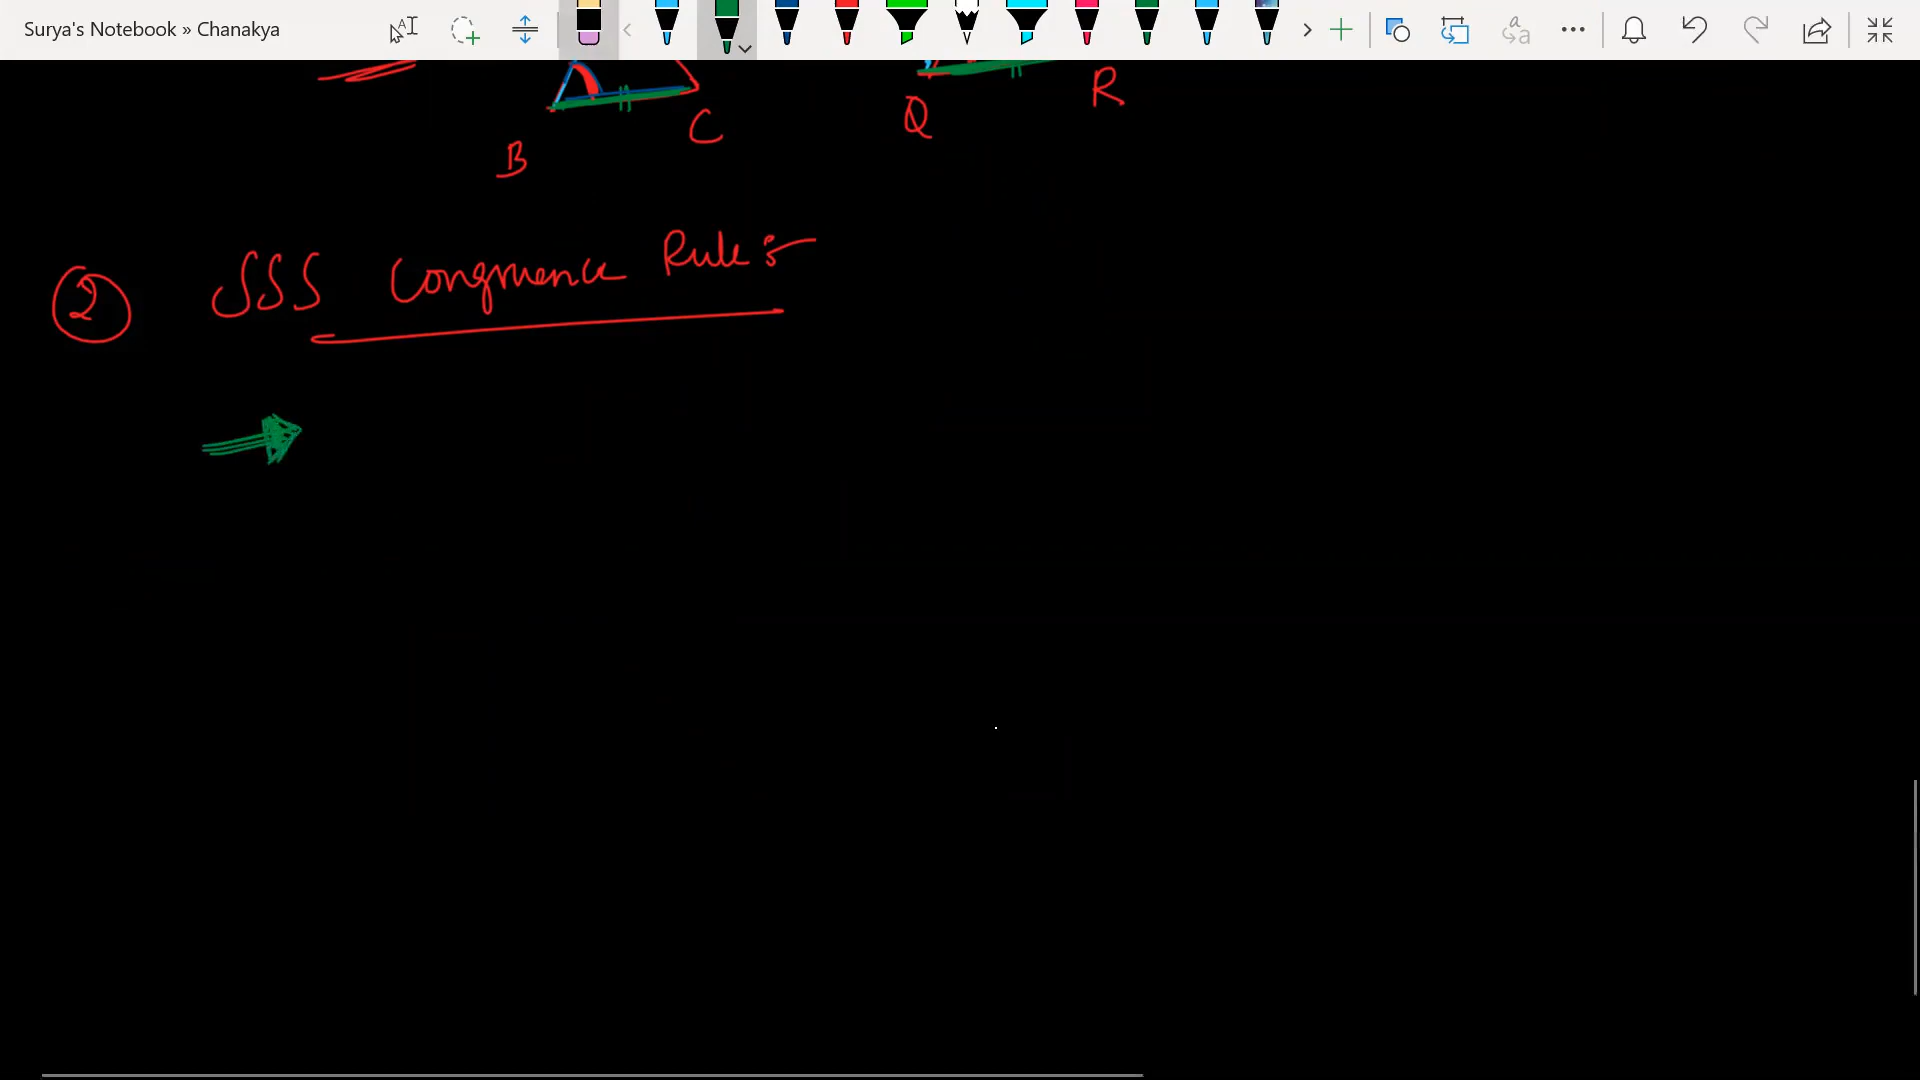 Surya's Notebook » Chanakya
B C Q R
② SSS Congruence Rule :-